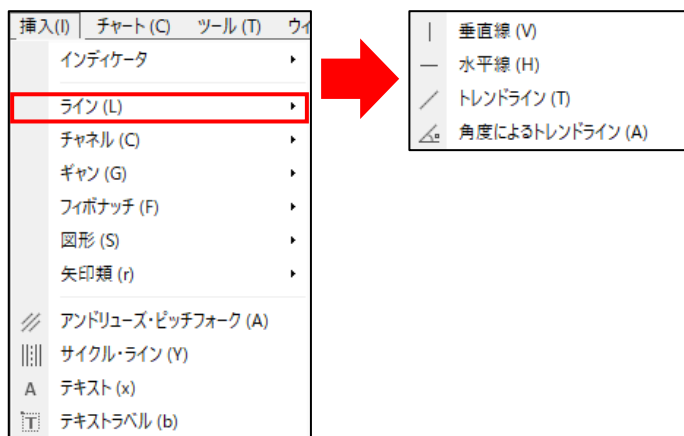 挿入(I) チャート(C) ツール(T) ウィ
インディケータ
ライン(L)
チャネル(C)
ギャン(G)
フィボナッチ(F)
図形(S)
矢印類(r)
アンドリューズ・ピッチフォーク(A)
サイクル・ライン(Y)
A テキスト(x)
T テキストラベル(b)
垂直線(V)
水平線(H)
トレンドライン(T)
角度によるトレンドライン(A)